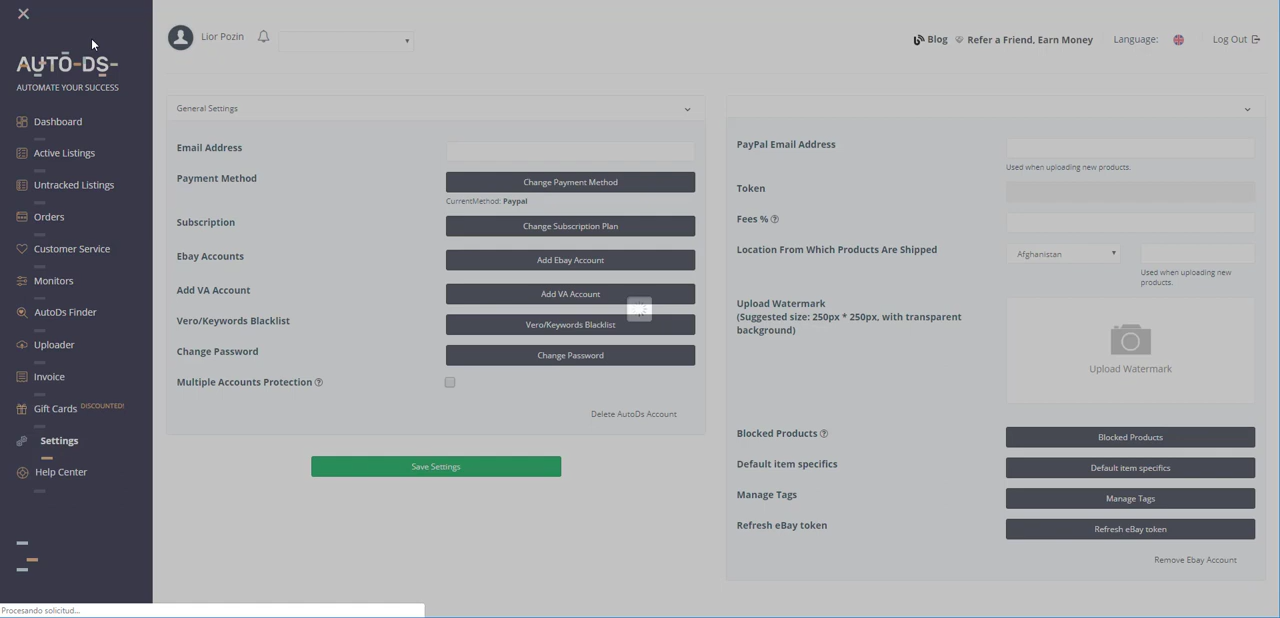 Lior Pozin
Blog
Refer a Friend, Earn Money
Language:
Log Out
AUTO-DS-
AUTOMATE YOUR SUCCESS
Dashboard
Active Listings
Untracked Listings
Orders
Customer Service
Monitors
AutoDs Finder
Uploader
Invoice
Gift Cards DISCOUNTED!
Settings
Help Center
General Settings
Email Address
Payment Method
Change Payment Method
CurrentMethod: Paypal
Subscription
Change Subscription Plan
Ebay Accounts
Add Ebay Account
Add VA Account
Add VA Account
Vero/Keywords Blacklist
Vero/Keywords Blacklist
Change Password
Change Password
Multiple Accounts Protection
Delete AutoDs Account
Save Settings
PayPal Email Address
Used when uploading new products.
Token
Fees %
Location From Which Products Are Shipped
Afghanistan
Used when uploading new
products.
Upload Watermark
(Suggested size: 250px * 250px, with transparent
background)
Upload Watermark
Blocked Products
Blocked Products
Default item specifics
Default item specifics
Manage Tags
Manage Tags
Refresh eBay token
Refresh eBay token
Remove Ebay Account
Procesando solicitud...